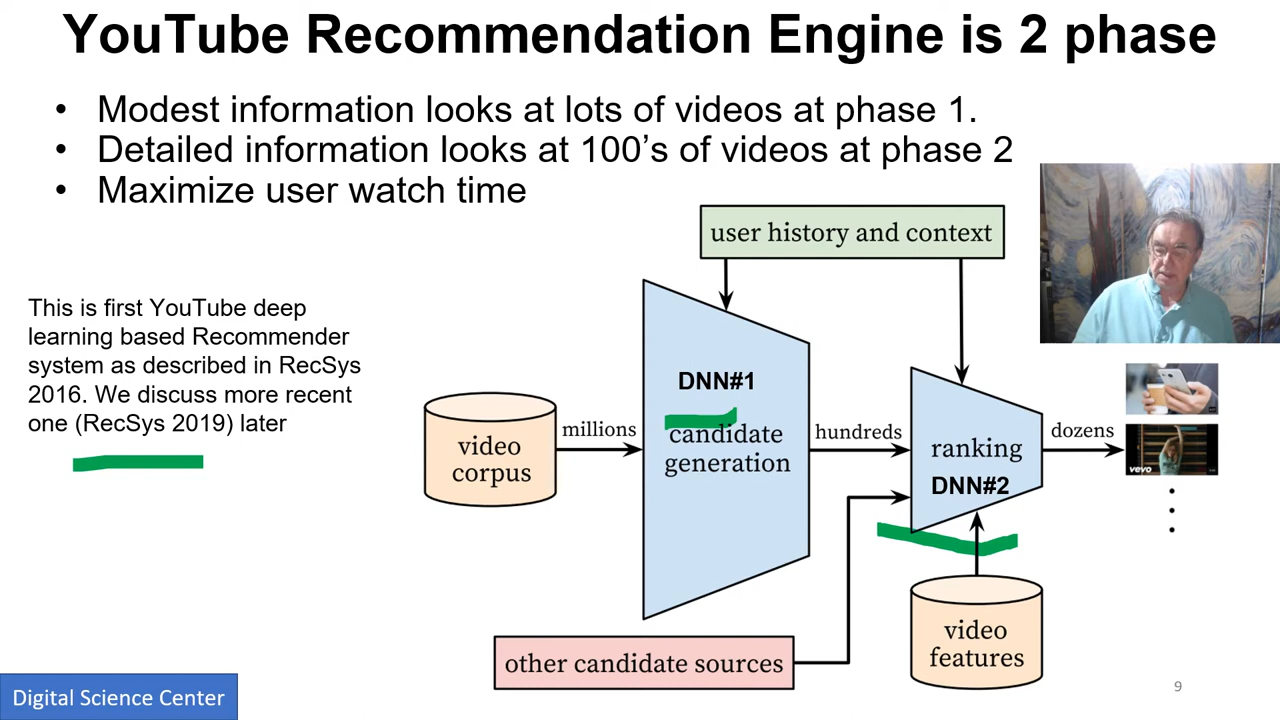 YouTube Recommendation Engine is 2 phase
• Modest information looks at lots of videos at phase 1.
• Detailed information looks at 100’s of videos at phase 2
• Maximize user watch time
user history and context
This is first YouTube deep
learning based Recommender
system as described in RecSys
2016. We discuss more recent
one (RecSys 2019) later
DNN#1
candidate
generation
video
corpus
millions
hundreds
ranking
DNN#2
dozens
vevo
other candidate sources
video
features
Digital Science Center
9